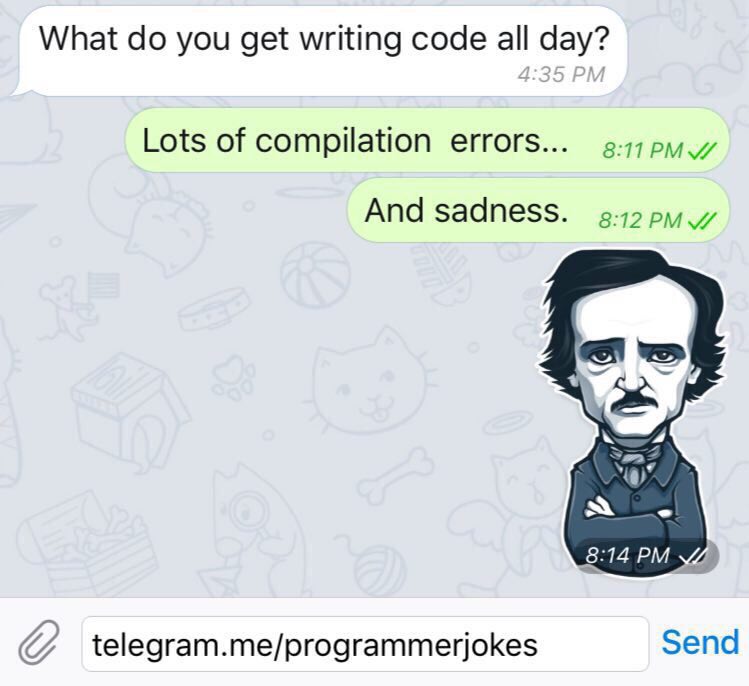 What do you get writing code all day?
4:35 PM
Lots of compilation  errors...
8:11 PM
And sadness.
8:12 PM
8:14 PM
telegram.me/programmerjokes
Send